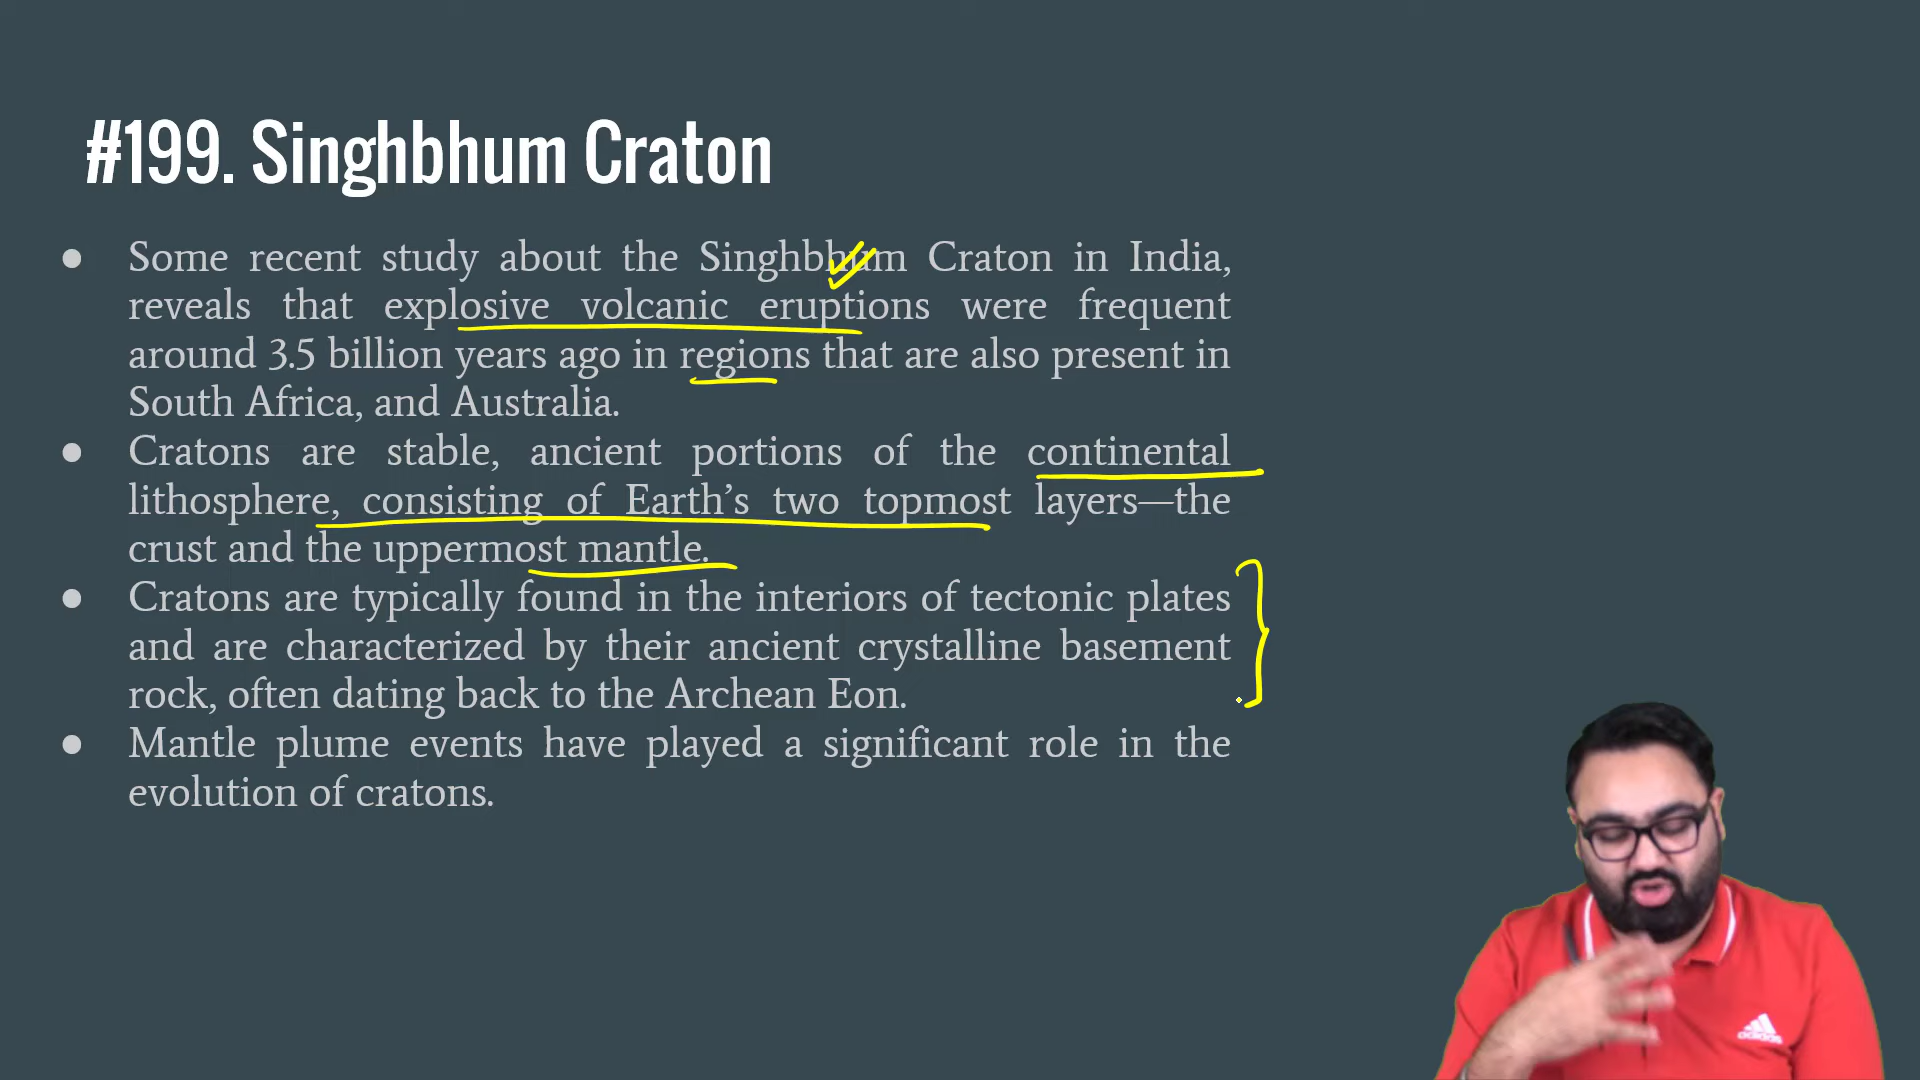 #199. Singhbhum Craton
● Some recent study about the Singhbhum Craton in India,
reveals that explosive volcanic eruptions were frequent
around 3.5 billion years ago in regions that are also present in
South Africa, and Australia.
● Cratons are stable, ancient portions of the continental
lithosphere, consisting of Earth’s two topmost layers—the
crust and the uppermost mantle.
● Cratons are typically found in the interiors of tectonic plates
and are characterized by their ancient crystalline basement
rock, often dating back to the Archean Eon.
● Mantle plume events have played a significant role in the
evolution of cratons.
adidas